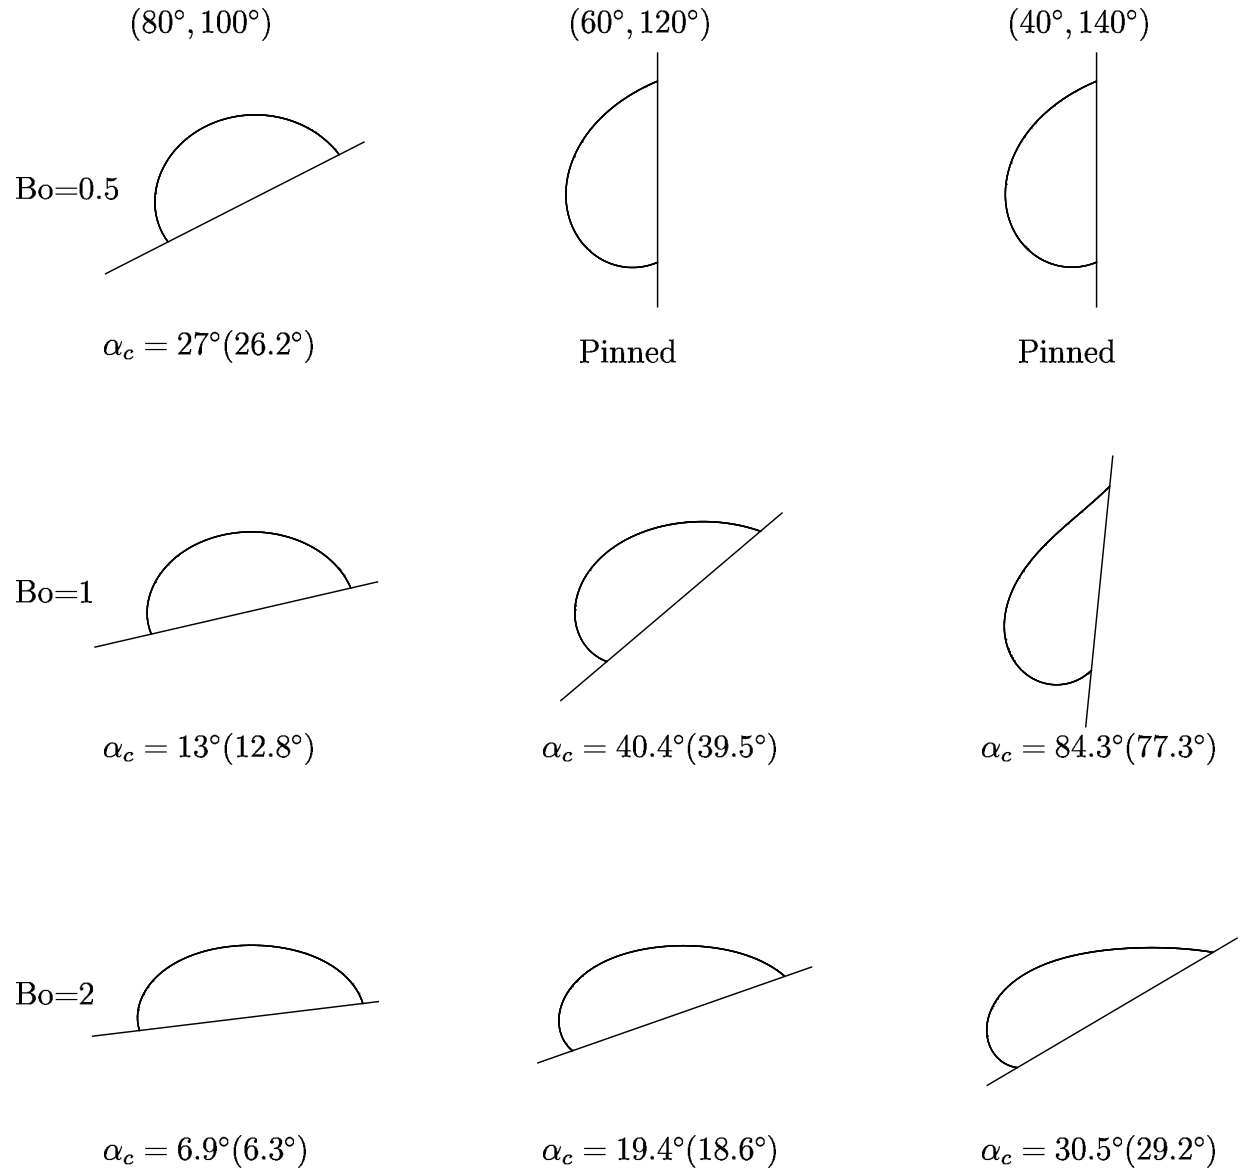 (80°, 100°) (60°, 120°) (40°, 140°)
Bo=0.5
α_c = 27°(26.2°) Pinned Pinned
Bo=1
α_c = 13°(12.8°) α_c = 40.4°(39.5°) α_c = 84.3°(77.3°)
Bo=2
α_c = 6.9°(6.3°) α_c = 19.4°(18.6°) α_c = 30.5°(29.2°)